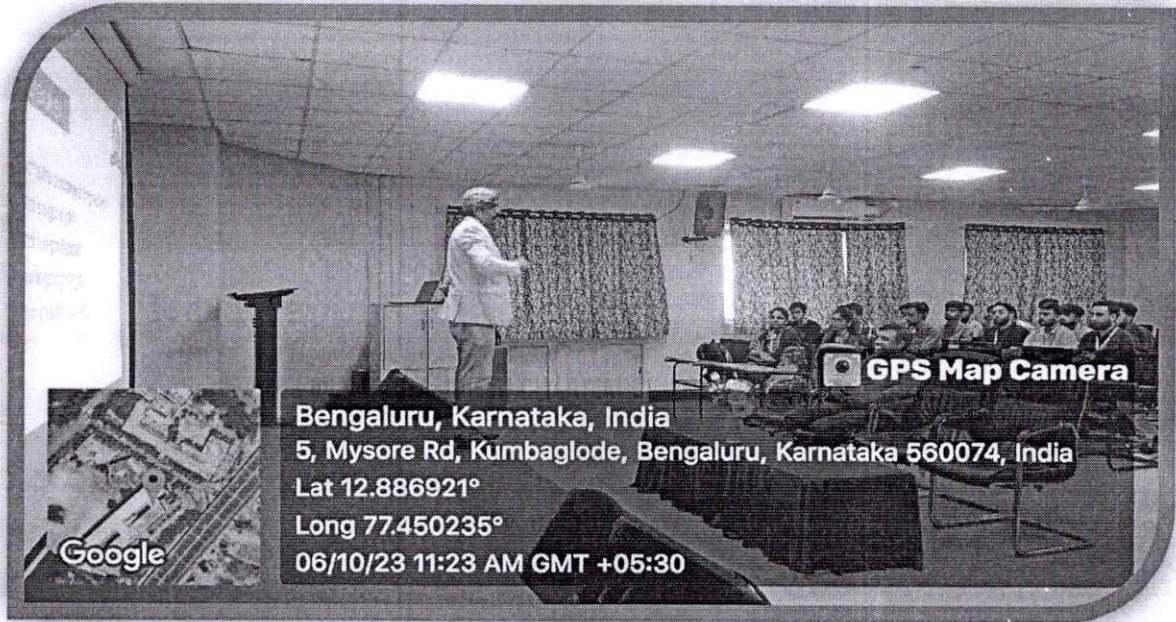 GPS Map Camera
Bengaluru, Karnataka, India
5, Mysore Rd, Kumbaglode, Bengaluru, Karnataka 560074, India
Lat 12.886921°
Long 77.450235°
06/10/23 11:23 AM GMT +05:30
Google